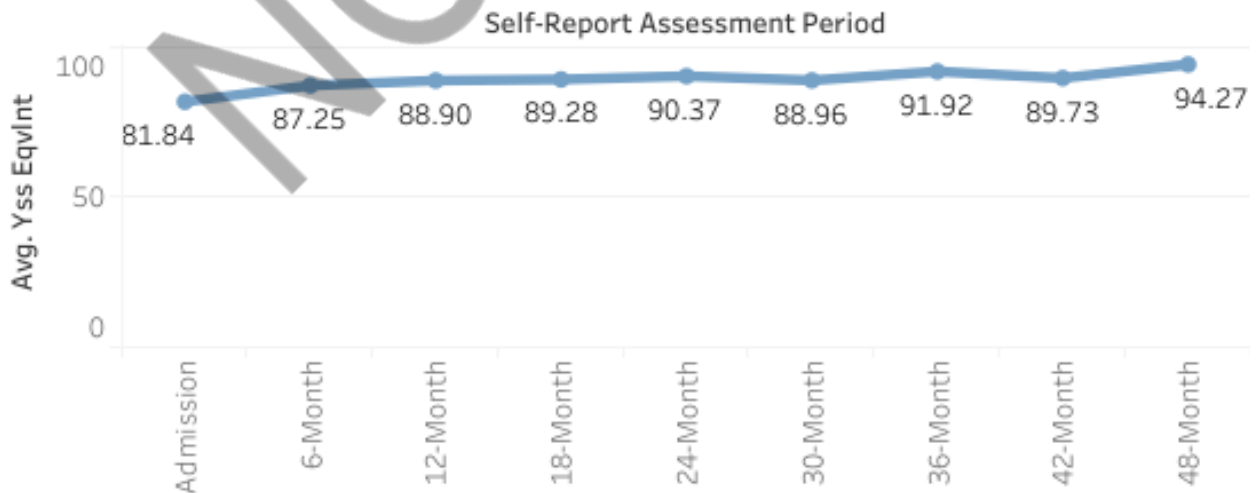 Self-Report Assessment Period
Avg. Yss Eqvlnt
100
50
0
81.84
87.25
88.90
89.28
90.37
88.96
91.92
89.73
94.27
Admission
6-Month
12-Month
18-Month
24-Month
30-Month
36-Month
42-Month
48-Month